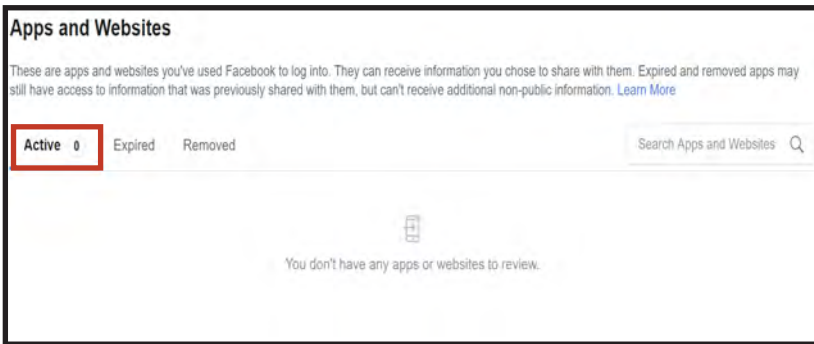 Apps and Websites
These are apps and websites you've used Facebook to log into. They can receive information you chose to share with them. Expired and removed apps may
still have access to information that was previously shared with them, but can't receive additional non-public information. Learn More
Active 0 Expired Removed Search Apps and Websites
You don't have any apps or websites to review.